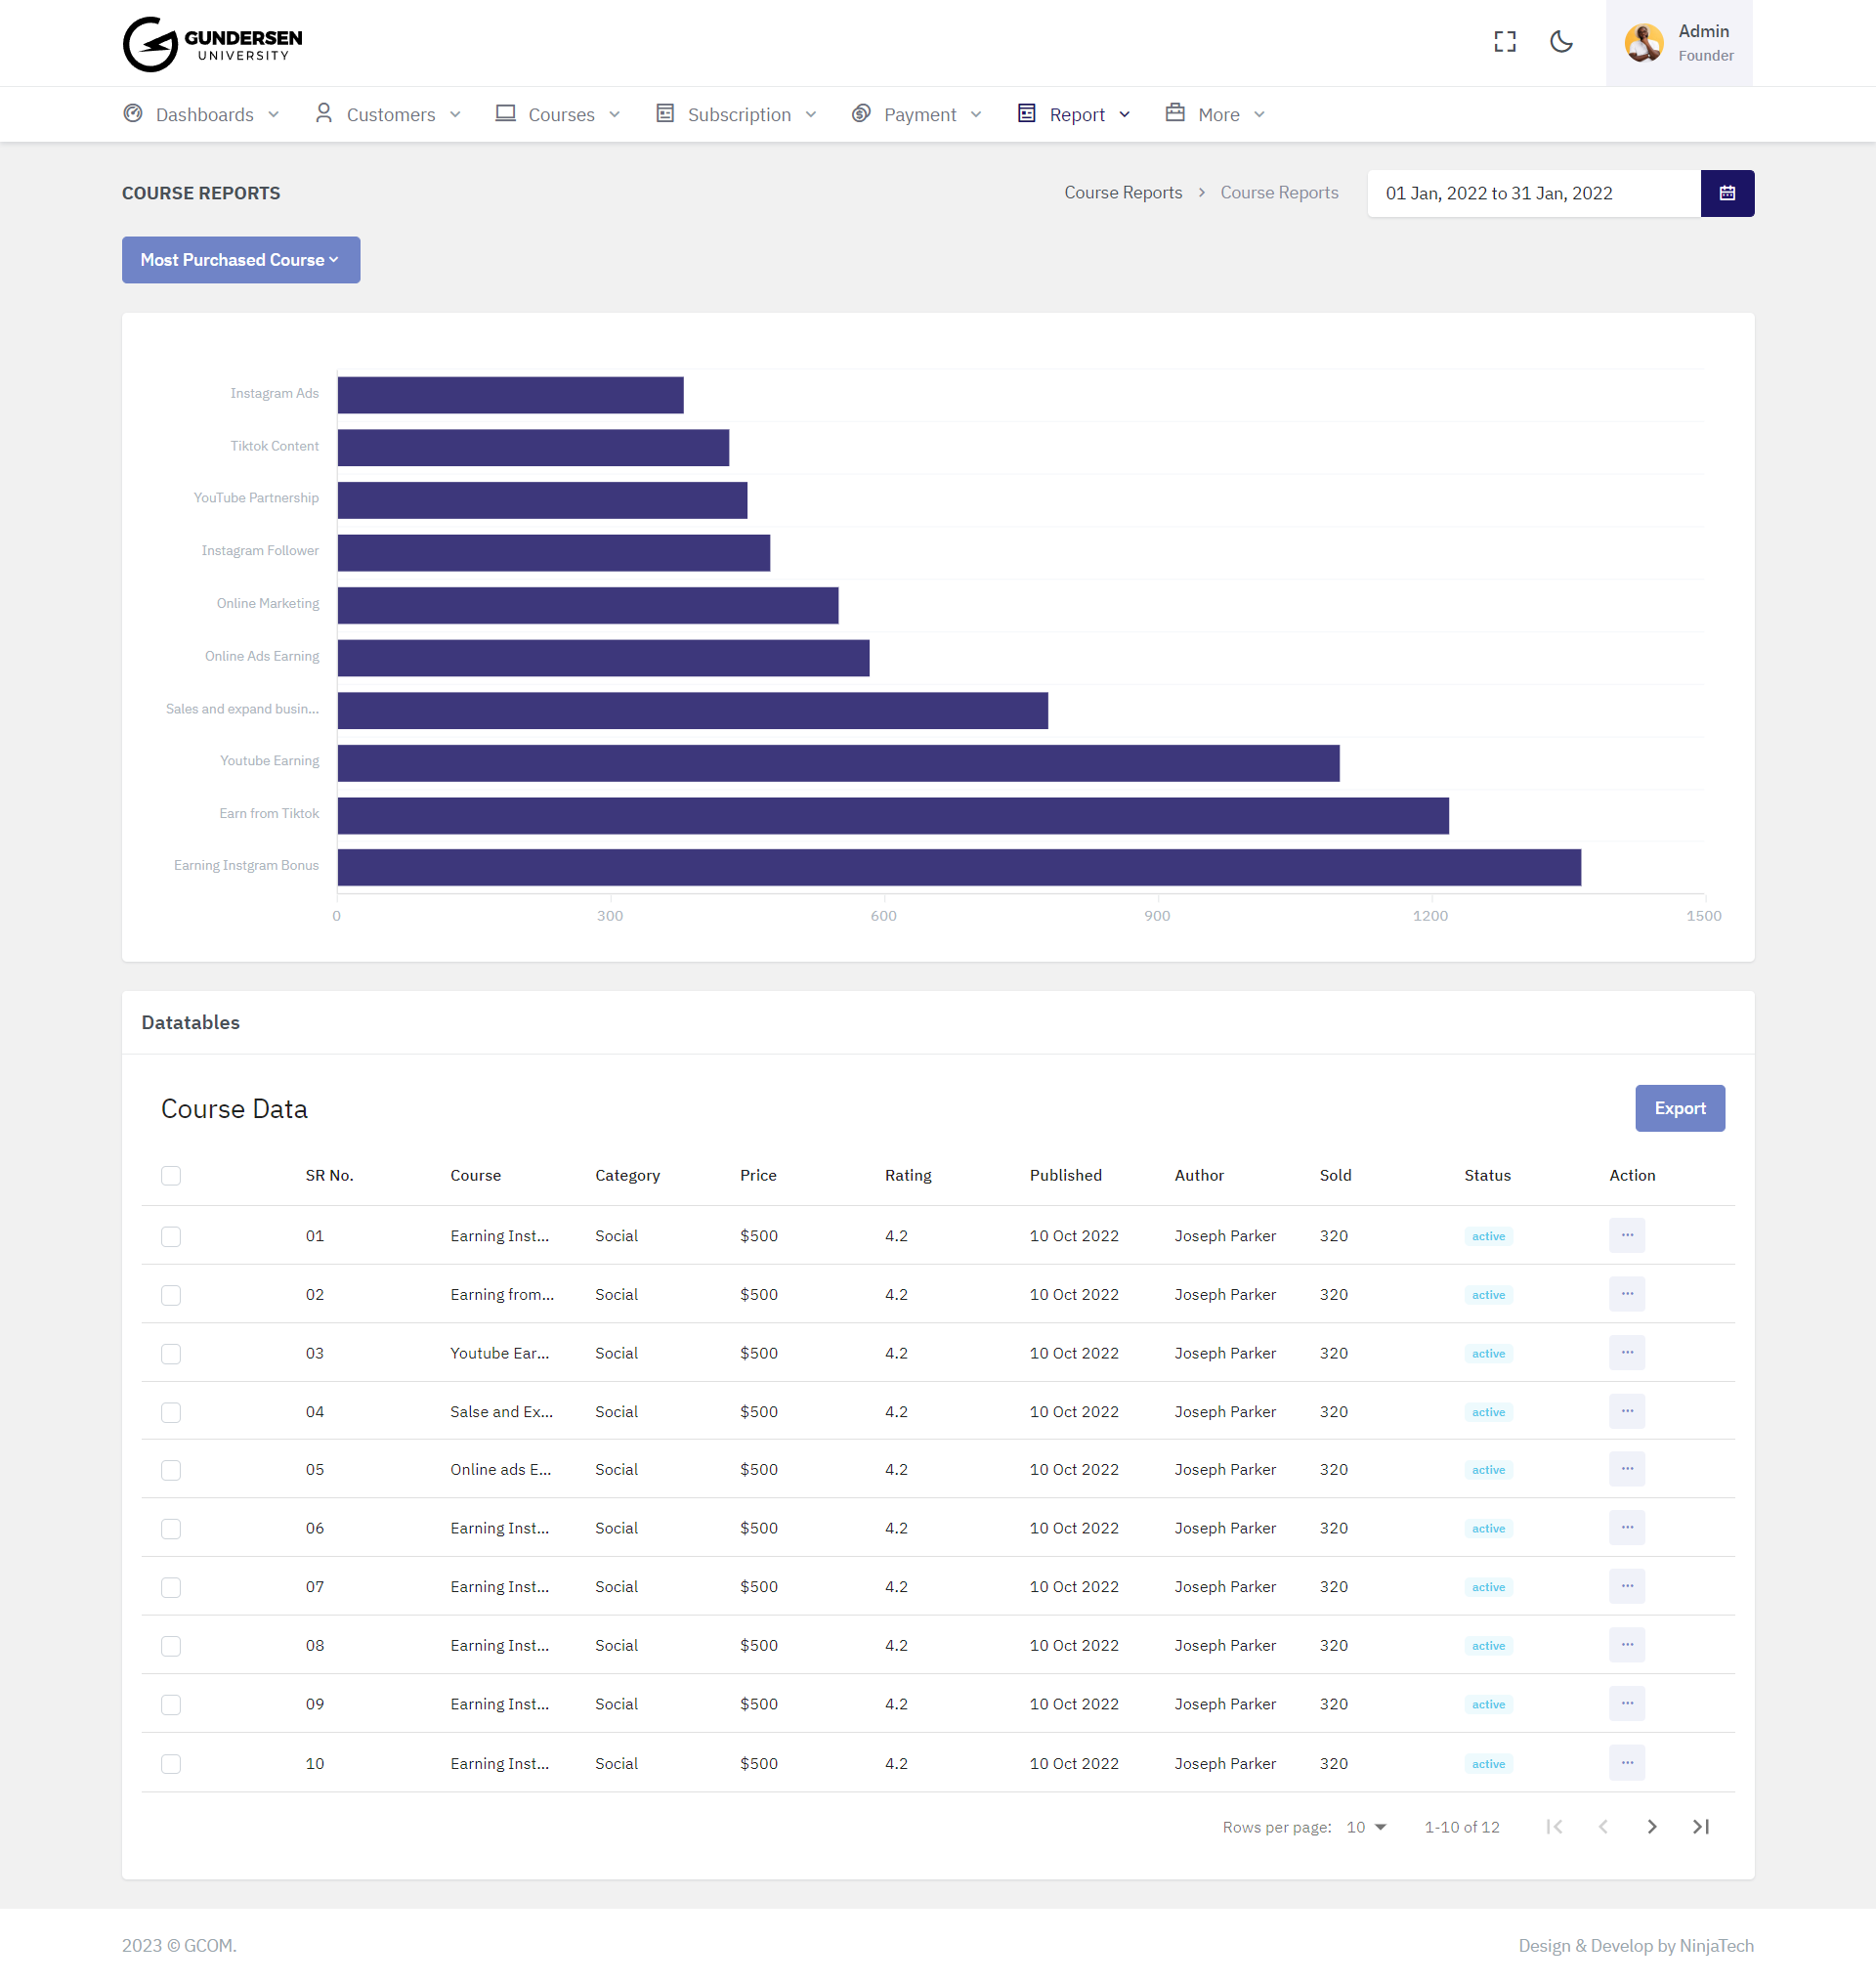 GUNDERSEN
UNIVERSITY
Admin
Founder
Dashboards Customers Courses Subscription Payment Report More
COURSE REPORTS
Course Reports > Course Reports
01 Jan, 2022 to 31 Jan, 2022
Most Purchased Course
Instagram Ads
Tiktok Content
YouTube Partnership
Instagram Follower
Online Marketing
Online Ads Earning
Sales and expand busin...
Youtube Earning
Earn from Tiktok
Earning Instgram Bonus
0 300 600 900 1200 1500
Datatables
Course Data
Export
SR No. Course Category Price Rating Published Author Sold Status Action
01 Earning Inst... Social $500 4.2 10 Oct 2022 Joseph Parker 320 active ...
02 Earning from... Social $500 4.2 10 Oct 2022 Joseph Parker 320 active ...
03 Youtube Ear... Social $500 4.2 10 Oct 2022 Joseph Parker 320 active ...
04 Salse and Ex... Social $500 4.2 10 Oct 2022 Joseph Parker 320 active ...
05 Online ads E... Social $500 4.2 10 Oct 2022 Joseph Parker 320 active ...
06 Earning Inst... Social $500 4.2 10 Oct 2022 Joseph Parker 320 active ...
07 Earning Inst... Social $500 4.2 10 Oct 2022 Joseph Parker 320 active ...
08 Earning Inst... Social $500 4.2 10 Oct 2022 Joseph Parker 320 active ...
09 Earning Inst... Social $500 4.2 10 Oct 2022 Joseph Parker 320 active ...
10 Earning Inst... Social $500 4.2 10 Oct 2022 Joseph Parker 320 active ...
Rows per page: 10 1-10 of 12
2023 © GCOM.
Design & Develop by NinjaTech